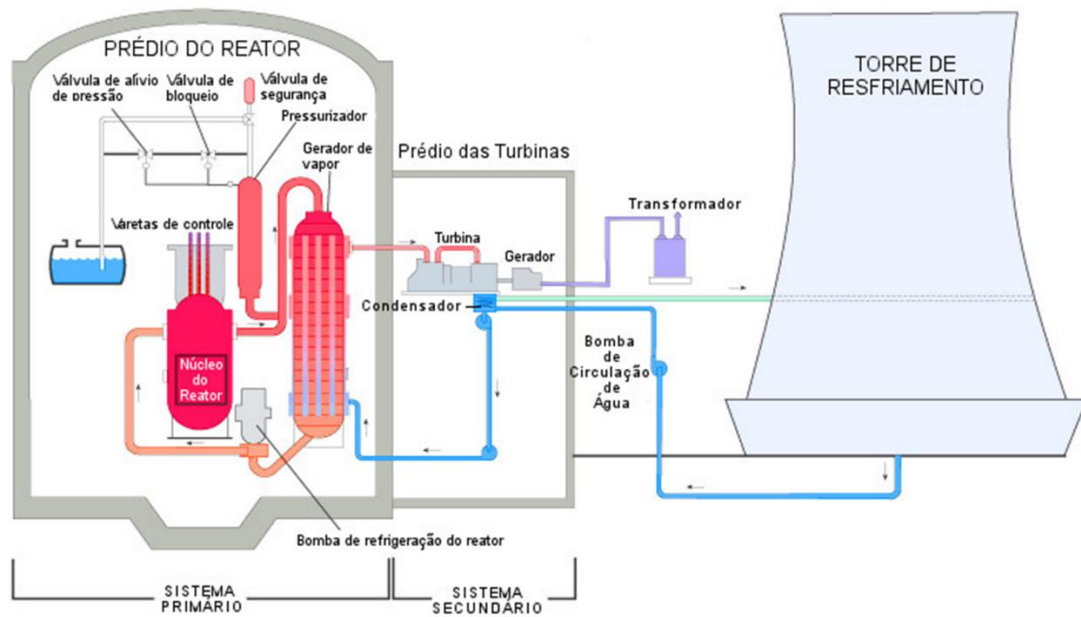 PRÉDIO DO REATOR
Válvula de alívio
de pressão
Válvula de
bloqueio
Válvula de
segurança
Pressurizador
Gerador de
vapor
Varetas de controle
Núcleo
do
Reator
Bomba de refrigeração do reator
Prédio das Turbinas
Turbina
Gerador
Condensador
Transformador
Bomba
de
Circulação
de
Água
TORRE DE
RESFRIAMENTO
SISTEMA
PRIMÁRIO
SISTEMA
SECUNDÁRIO